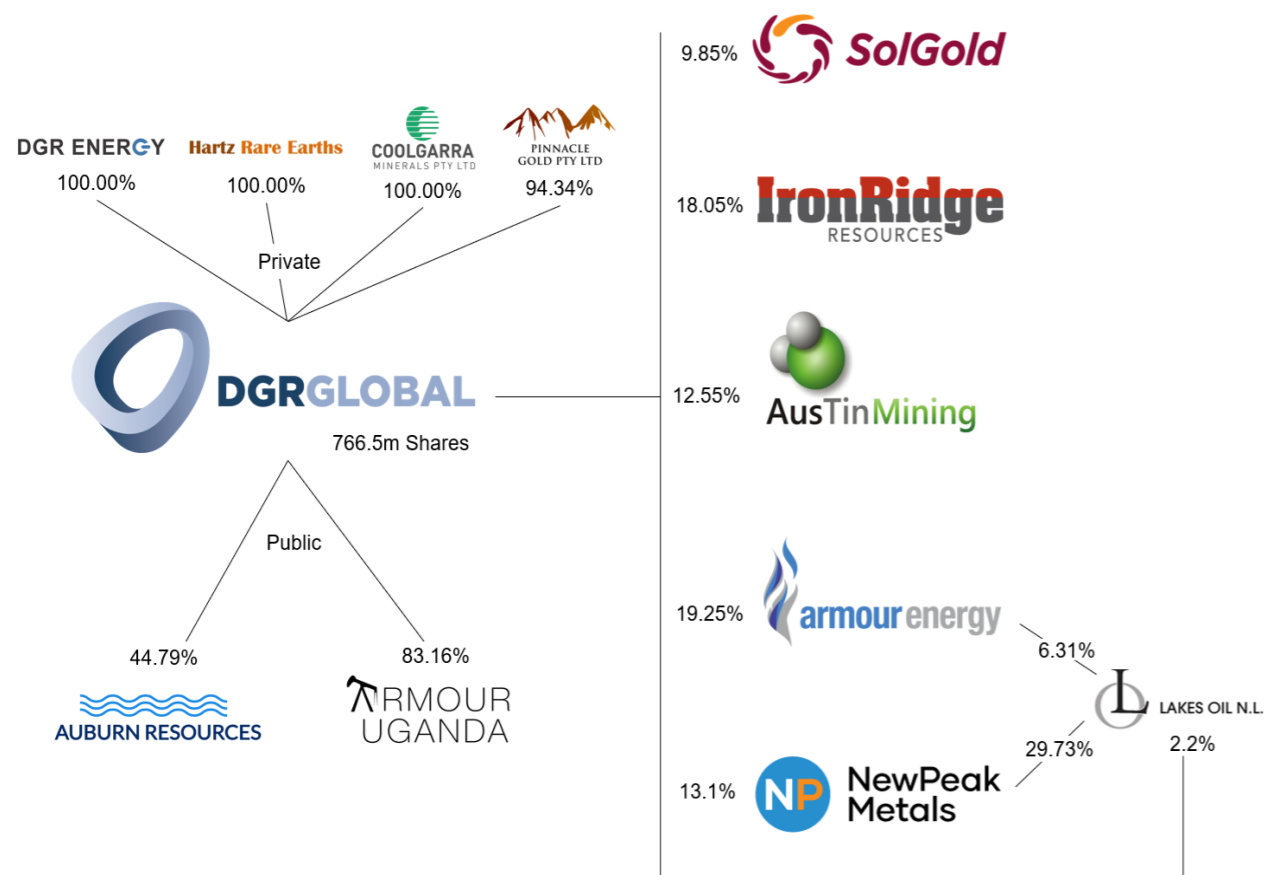 DGR ENERGY
100.00%
Hartz Rare Earths
100.00%
COOLGARRA
MINERALS PTY LTD
100.00%
PINNACLE
GOLD PTY LTD
94.34%
Private
DGRGLOBAL
766.5m Shares
Public
44.79%
AUBURN RESOURCES
83.16%
ARMOUR
UGANDA
9.85%
SolGold
18.05%
IronRidge
RESOURCES
12.55%
AusTinMining
19.25%
armourenergy
6.31%
LO
LAKES OIL N.L.
2.2%
29.73%
13.1%
NP
NewPeak
Metals